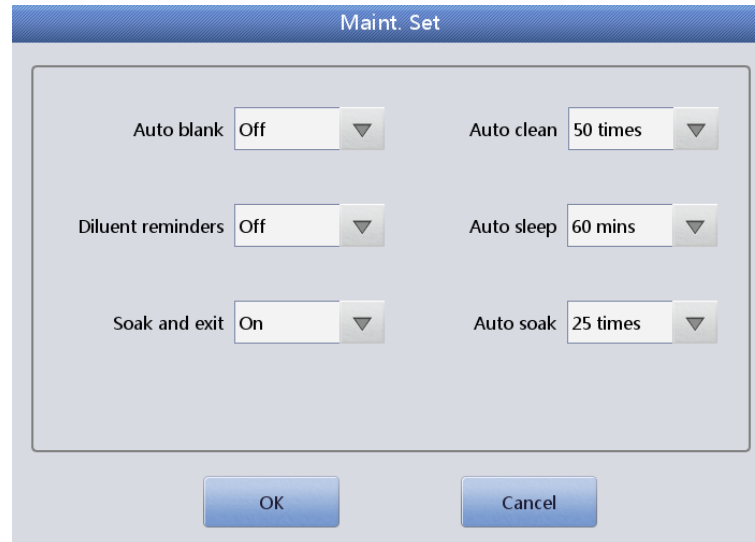 Maint. Set
Auto blank Off Auto clean 50 times
Diluent reminders Off Auto sleep 60 mins
Soak and exit On Auto soak 25 times
OK Cancel